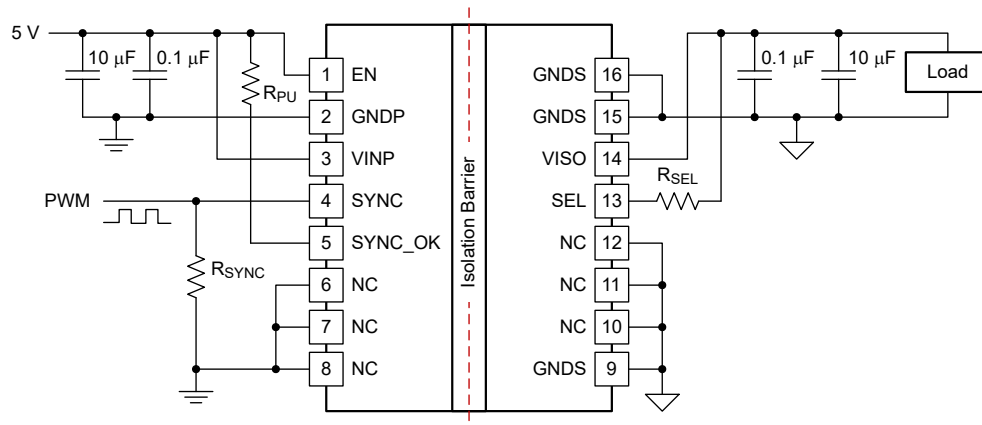 5 V
10 μF
0.1 μF
R_PU
1 EN
2 GNDP
3 VINP
PWM
4 SYNC
5 SYNC_OK
R_SYNC
6 NC
7 NC
8 NC
Isolation Barrier
GNDS 16
GNDS 15
VISO 14
SEL 13
NC 12
NC 11
NC 10
GNDS 9
R_SEL
0.1 μF
10 μF
Load